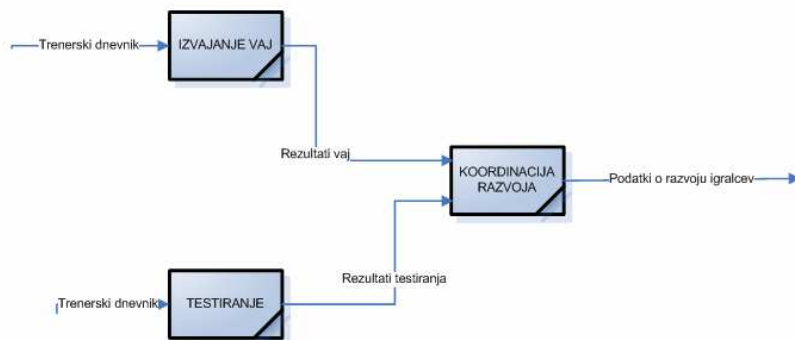 Trenerski dnevnik
IZVAJANJE VAJ
Rezultati vaj
KOORDINACIJA
RAZVOJA
Podatki o razvoju igralcev
Rezultati testiranja
Trenerski dnevnik
TESTIRANJE